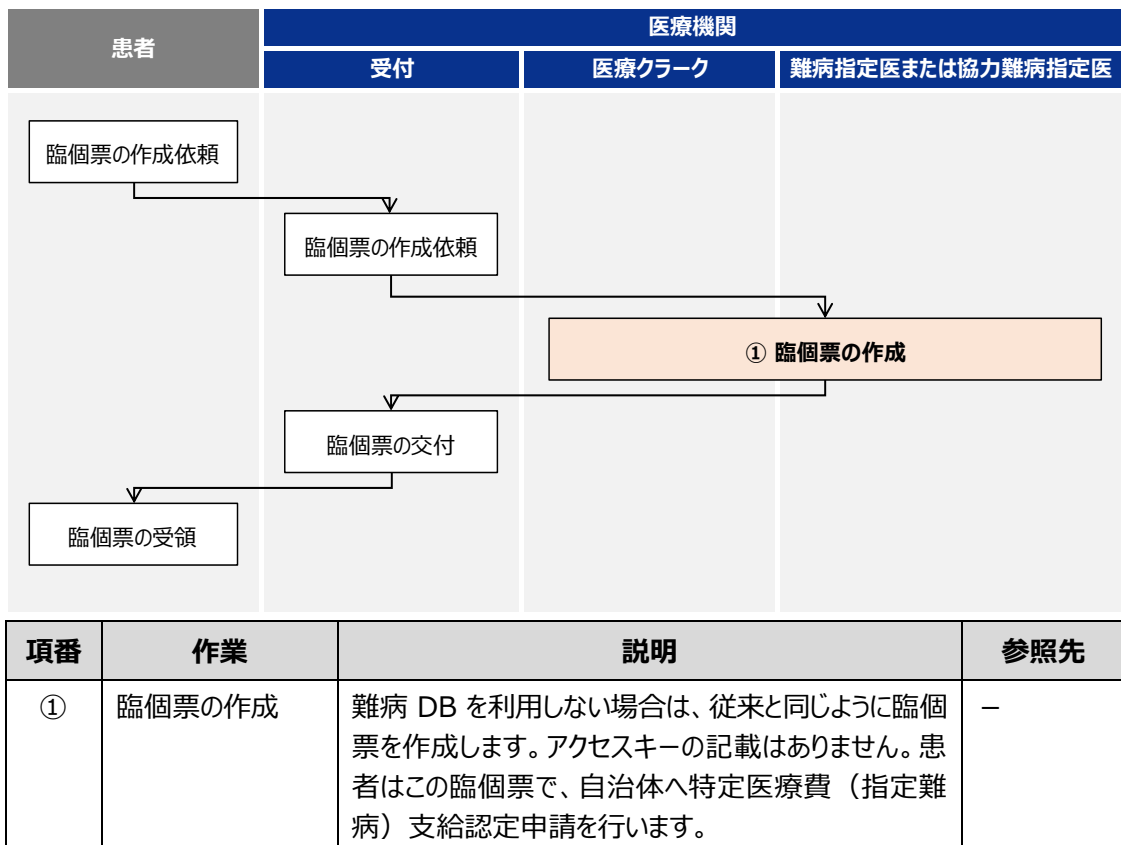 患者
医療機関
受付
医療クラーク
難病指定医または協力難病指定医
臨個票の作成依頼
臨個票の作成依頼
① 臨個票の作成
臨個票の交付
臨個票の受領
項番 作業 説明 参照先
① 臨個票の作成 難病 DB を利用しない場合は、従来と同じように臨個 －
票を作成します。アクセスキーの記載はありません。患
者はこの臨個票で、自治体へ特定医療費（指定難
病）支給認定申請を行います。